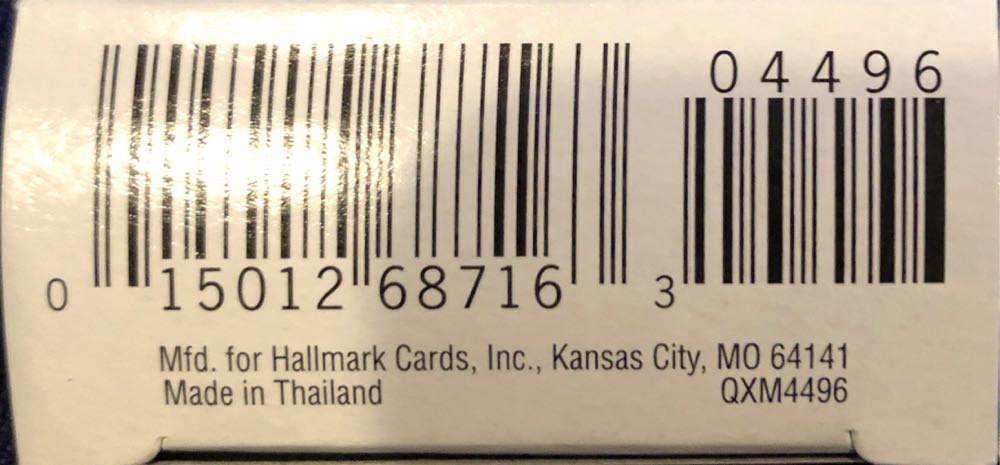 04496
0 15012 68716 3
Mfd. for Hallmark Cards, Inc., Kansas City, MO 64141
Made in Thailand QXM4496